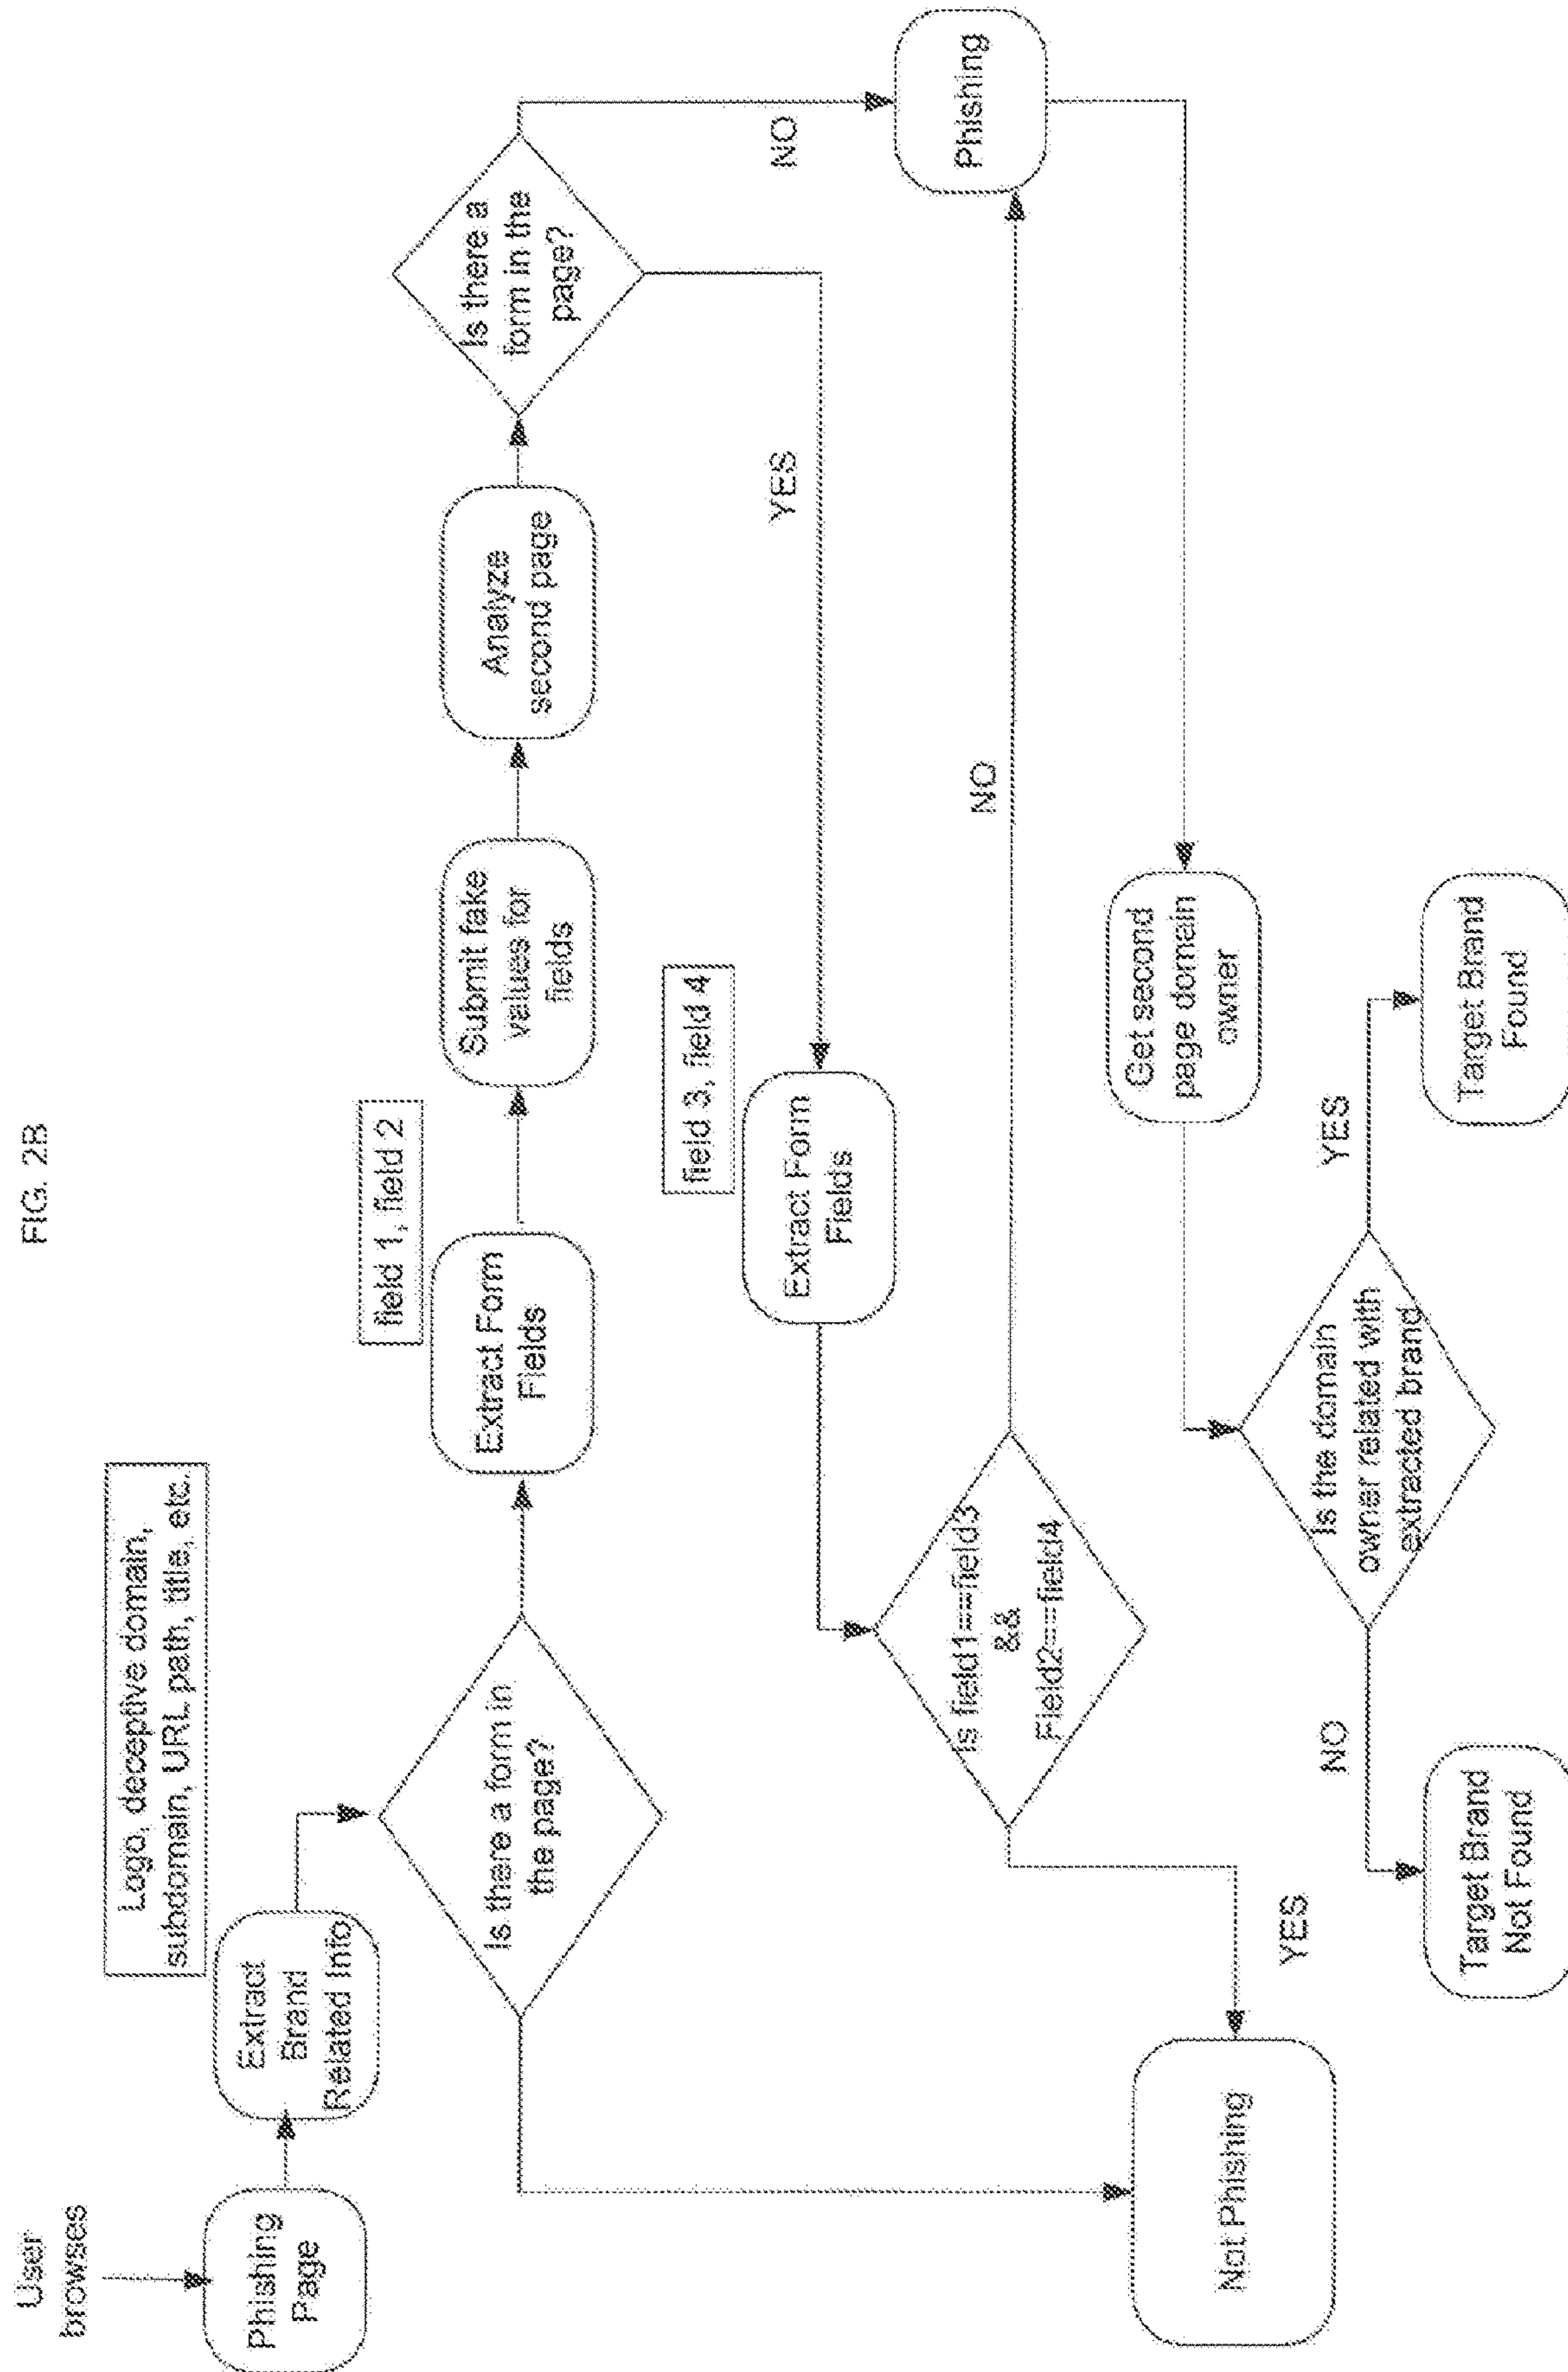 FIG. 2B
User
browses
Phishing
Page
Extract
Brand
Related Info
Logo, deceptive domain,
subdomain, URL path, title, etc.
Is there a form in
the page?
Extract Form
Fields
field 1, field 2
Submit fake
values for
fields
Analyze
second page
Is there a
form in the
page?
NO
YES
Extract Form
Fields
field 3, field 4
Is field1==field3
&&
Field2==field4
NO
YES
Phishing
Not Phishing
Get second
page domain
owner
Is the domain
owner related with
extracted brand
NO
YES
Target Brand
Not Found
Target Brand
Found